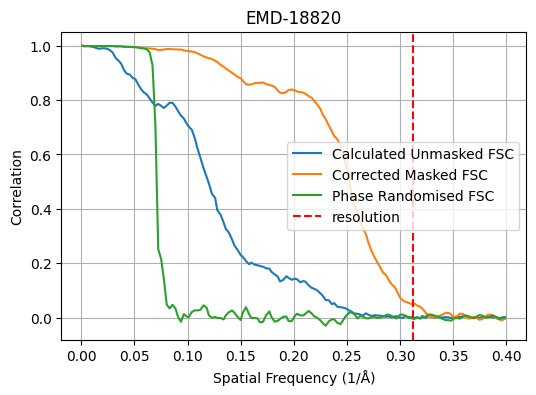 EMD-18820
1.0
0.8
0.6
0.4
0.2
0.0
Correlation
Calculated Unmasked FSC
Corrected Masked FSC
Phase Randomised FSC
resolution
0.00 0.05 0.10 0.15 0.20 0.25 0.30 0.35 0.40
Spatial Frequency (1/Å)